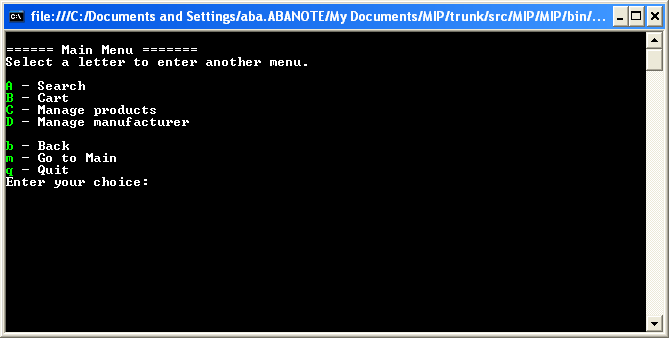 file:///C:/Documents and Settings/aba.ABANOTE/My Documents/MIP/trunk/src/MIP/MIP/bin/...
====== Main Menu =======
Select a letter to enter another menu.
A - Search
B - Cart
C - Manage products
D - Manage manufacturer
b - Back
m - Go to Main
q - Quit
Enter your choice: